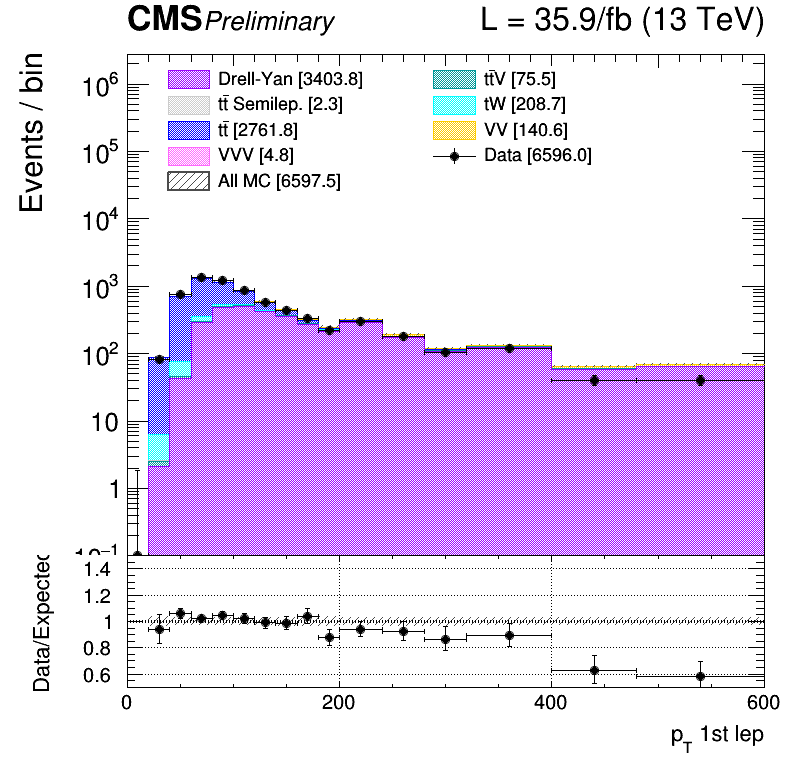 CMS Preliminary L = 35.9/fb (13 TeV)
Events / bin
Drell-Yan [3403.8]
tt̄ Semilep. [2.3]
tt̄ [2761.8]
VVV [4.8]
All MC [6597.5]
tt̄V [75.5]
tW [208.7]
VV [140.6]
Data [6596.0]
10⁶
10⁵
10⁴
10³
10²
10
1
10⁻¹
Data/Expected
1.4
1.2
1
0.8
0.6
0 200 400 600
p_T 1st lep